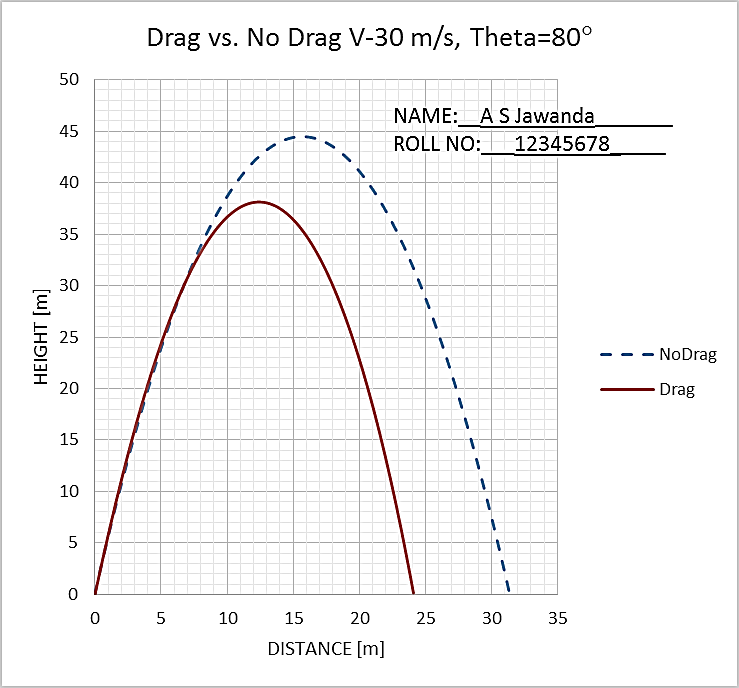 Drag vs. No Drag V-30 m/s, Theta=80°
NAME:__A S Jawanda_______
ROLL NO:___12345678_____
50
45
40
35
30
25
20
15
10
5
0
HEIGHT [m]
0 5 10 15 20 25 30 35
DISTANCE [m]
NoDrag
Drag